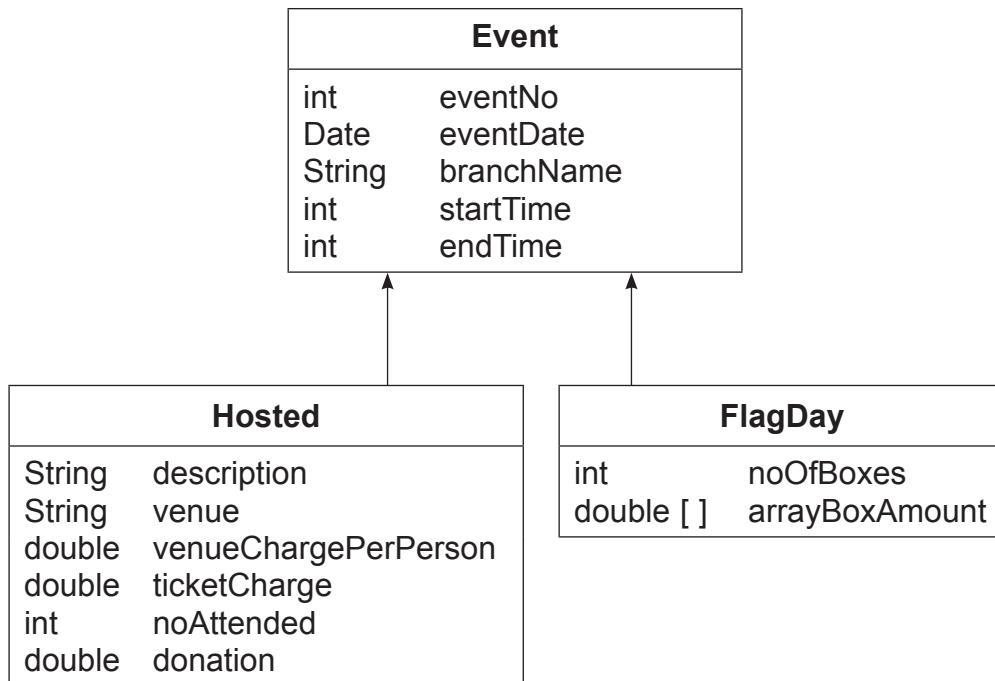 Event
int eventNo
Date eventDate
String branchName
int startTime
int endTime
Hosted
String description
String venue
double venueChargePerPerson
double ticketCharge
int noAttended
double donation
FlagDay
int noOfBoxes
double [ ] arrayBoxAmount